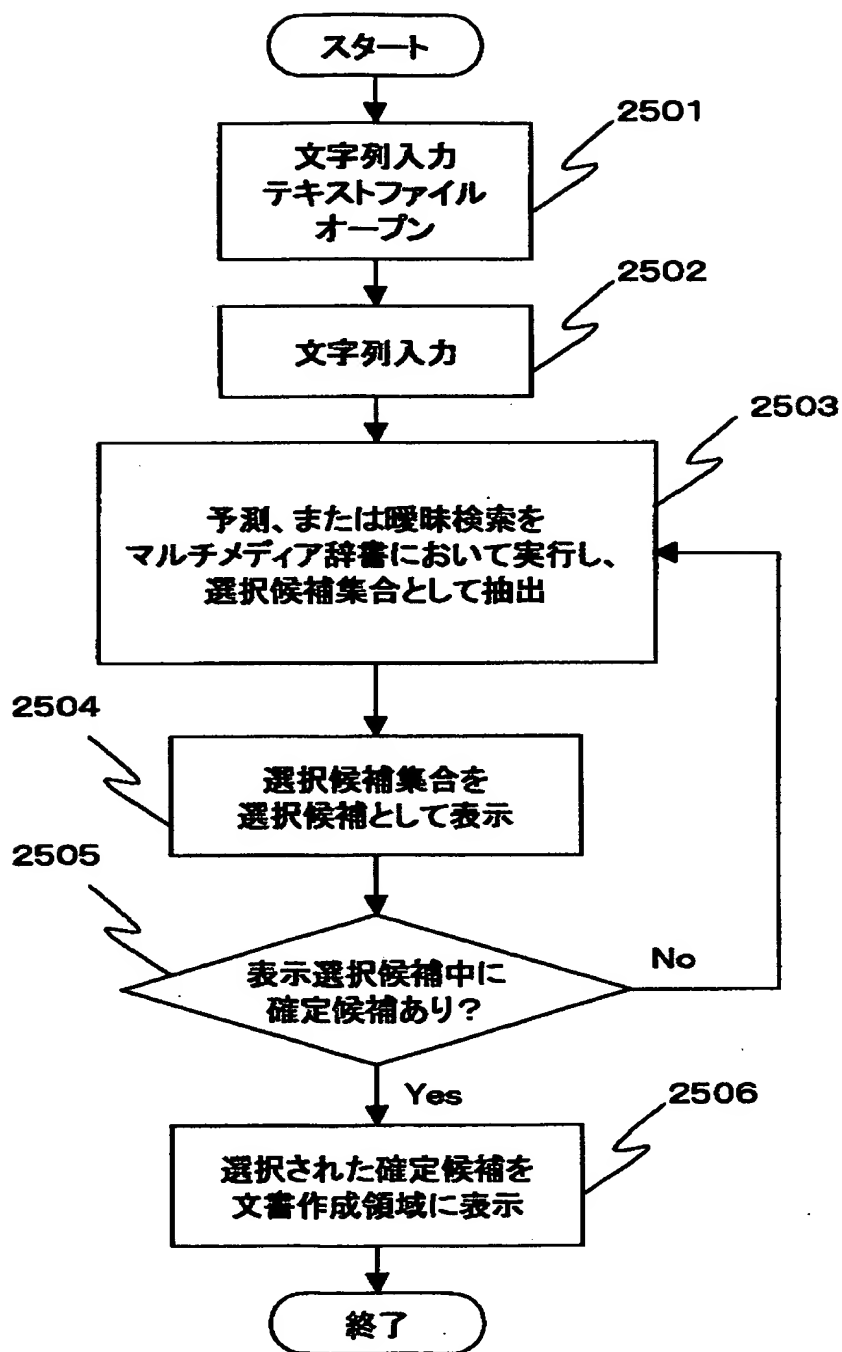 スタート
2501
文字列入力
テキストファイル
オープン
2502
文字列入力
2503
予測、または曖昧検索を
マルチメディア辞書において実行し、
選択候補集合として抽出
2504
選択候補集合を
選択候補として表示
2505
表示選択候補中に
確定候補あり？
No
Yes
2506
選択された確定候補を
文書作成領域に表示
終了